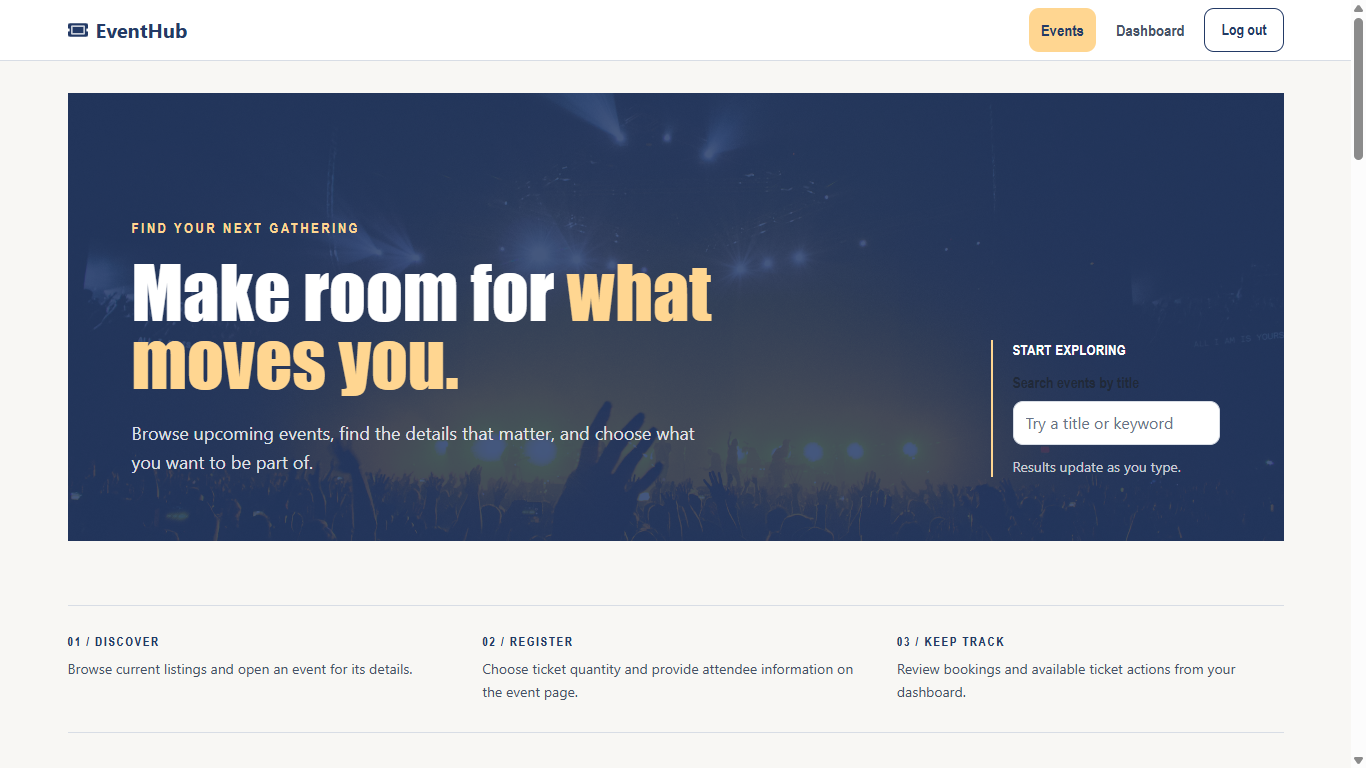 EventHub
Events
Dashboard
Log out
FIND YOUR NEXT GATHERING
Make room for what
moves you.
Browse upcoming events, find the details that matter, and choose what
you want to be part of.
ALL I AM IS YOURS
START EXPLORING
Search events by title
Try a title or keyword
Results update as you type.
01 / DISCOVER
Browse current listings and open an event for its details.
02 / REGISTER
Choose ticket quantity and provide attendee information on
the event page.
03 / KEEP TRACK
Review bookings and available ticket actions from your
dashboard.